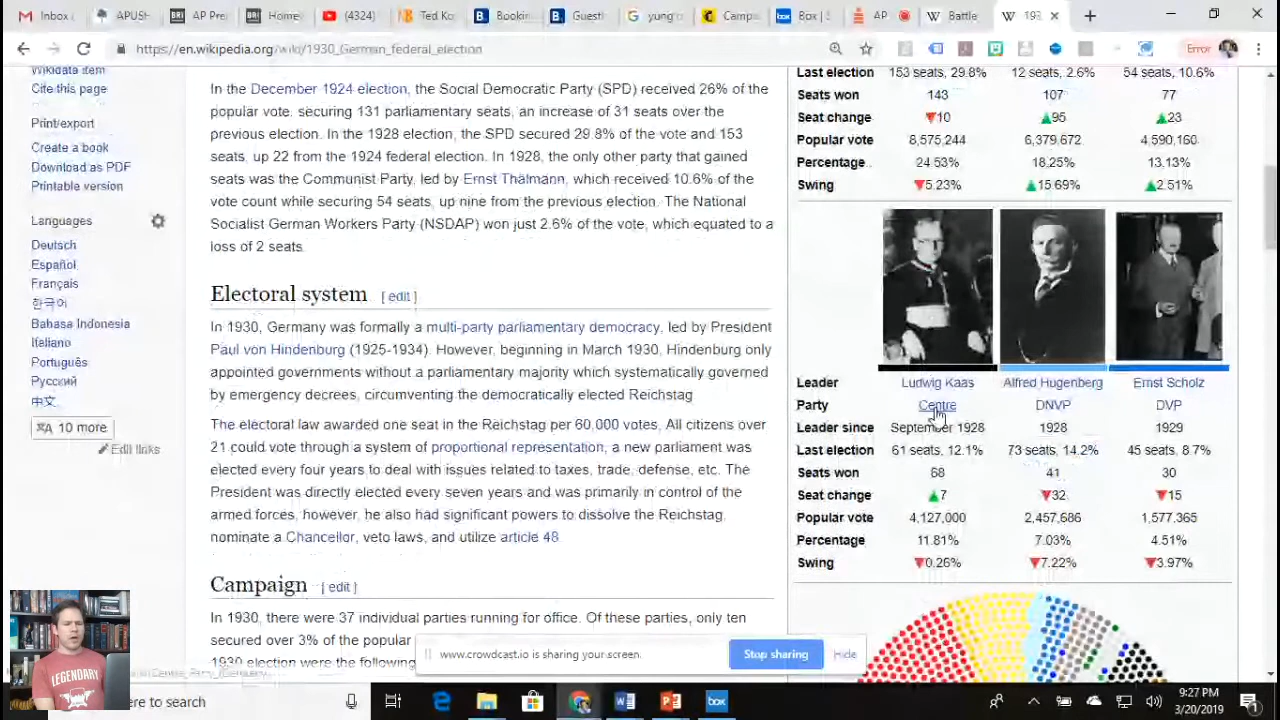 Inbox (
APUSH
AP Pre
Home
(4324)
Ted Ko
Bookin
Guest
yung o
Campa
Box | S
AP
Battle
193
https://en.wikipedia.org/wiki/1930_German_federal_election
Error
Wikidata item
Cite this page
Print/export
Create a book
Download as PDF
Printable version
Languages
Deutsch
Español
Français
한국어
Bahasa Indonesia
Italiano
Português
Русский
中文
10 more
Edit links
In the December 1924 election, the Social Democratic Party (SPD) received 26% of the
popular vote. securing 131 parliamentary seats, an increase of 31 seats over the
previous election. In the 1928 election, the SPD secured 29.8% of the vote and 153
seats, up 22 from the 1924 federal election. In 1928, the only other party that gained
seats was the Communist Party, led by Ernst Thälmann, which received 10.6% of the
vote count while securing 54 seats, up nine from the previous election. The National
Socialist German Workers Party (NSDAP) won just 2.6% of the vote, which equated to a
loss of 2 seats.
Electoral system [ edit ]
In 1930, Germany was formally a multi-party parliamentary democracy, led by President
Paul von Hindenburg (1925-1934). However, beginning in March 1930, Hindenburg only
appointed governments without a parliamentary majority which systematically governed
by emergency decrees, circumventing the democratically elected Reichstag.
The electoral law awarded one seat in the Reichstag per 60,000 votes. All citizens over
21 could vote through a system of proportional representation, a new parliament was
elected every four years to deal with issues related to taxes, trade, defense, etc. The
President was directly elected every seven years and was primarily in control of the
armed forces, however, he also had significant powers to dissolve the Reichstag,
nominate a Chancellor, veto laws, and utilize article 48.
Campaign [ edit ]
In 1930, there were 37 individual parties running for office. Of these parties, only ten
secured over 3% of the popular
1930 election were the following
Last election 153 seats, 29.8% 12 seats, 2.6% 54 seats, 10.6%
Seats won 143 107 77
Seat change ▼10 ▲95 ▲23
Popular vote 8,575,244 6,379,672 4,590,160
Percentage 24.53% 18.25% 13.13%
Swing ▼5.23% ▲15.69% ▲2.51%
Leader Ludwig Kaas Alfred Hugenberg Ernst Scholz
Party Centre DNVP DVP
Leader since September 1928 1928 1929
Last election 61 seats, 12.1% 73 seats, 14.2% 45 seats, 8.7%
Seats won 68 41 30
Seat change ▲7 ▼32 ▼15
Popular vote 4,127,000 2,457,686 1,577,365
Percentage 11.81% 7.03% 4.51%
Swing ▼0.26% ▼7.22% ▼3.97%
www.crowdcast.io is sharing your screen.
Stop sharing
Hide
LEGENDARY
ere to search
box
9:27 PM
3/20/2019
1